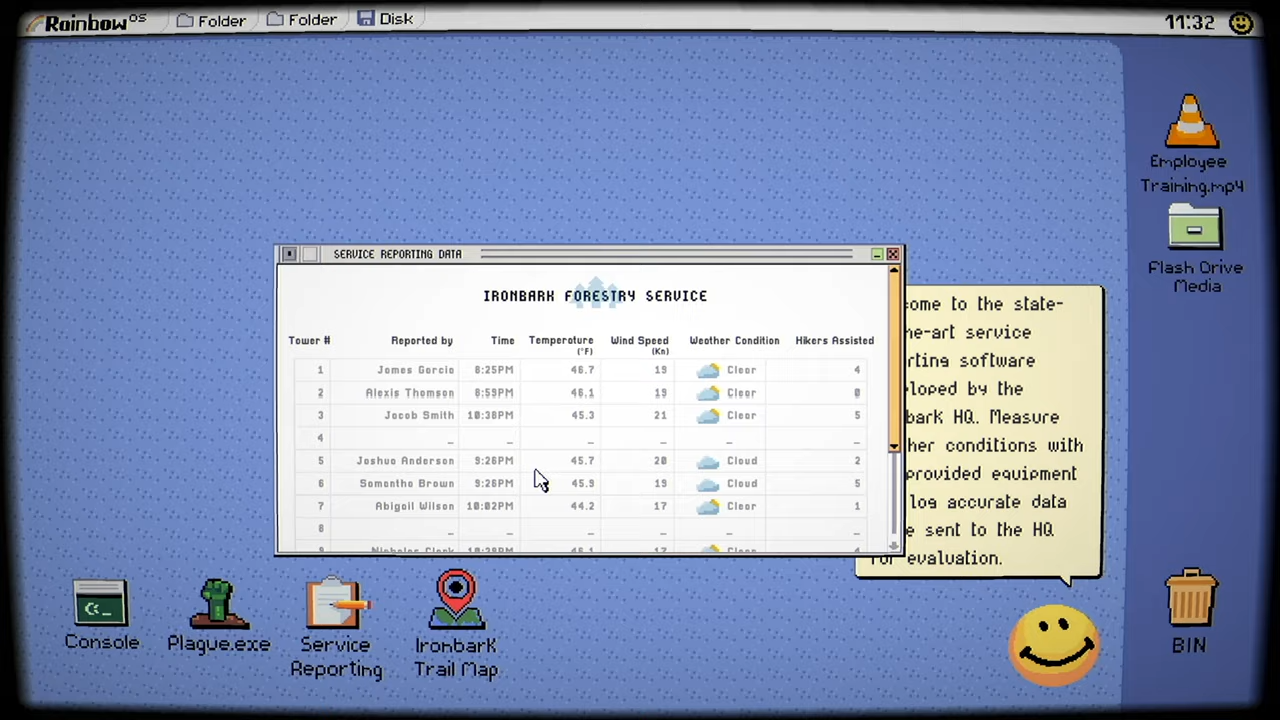 RainbowOS
Folder
Folder
Disk
11:32
Employee
Training.mp4
Flash Drive
Media
SERVICE REPORTING DATA
IRONBARK FORESTRY SERVICE
Tower # Reported by Time Temperature (°F) Wind Speed (Kn) Weather Condition Hikers Assisted
1 James Garcia 8:25PM 46.7 19 Clear 4
2 Alexis Thomson 8:59PM 46.1 19 Clear 0
3 Jacob Smith 10:38PM 45.3 21 Clear 5
4 – – – – – –
5 Joshua Anderson 9:26PM 45.7 20 Cloud 2
6 Samantha Brown 9:26PM 45.9 19 Cloud 5
7 Abigail Wilson 10:02PM 44.2 17 Clear 1
8 – – – – – –
come to the state-
ne-art service
rting software
loped by the
bark HQ. Measure
her conditions with
provided equipment
log accurate data
e sent to the HQ
for evaluation.
Console
Plague.exe
Service
Reporting
Ironbark
Trail Map
BIN